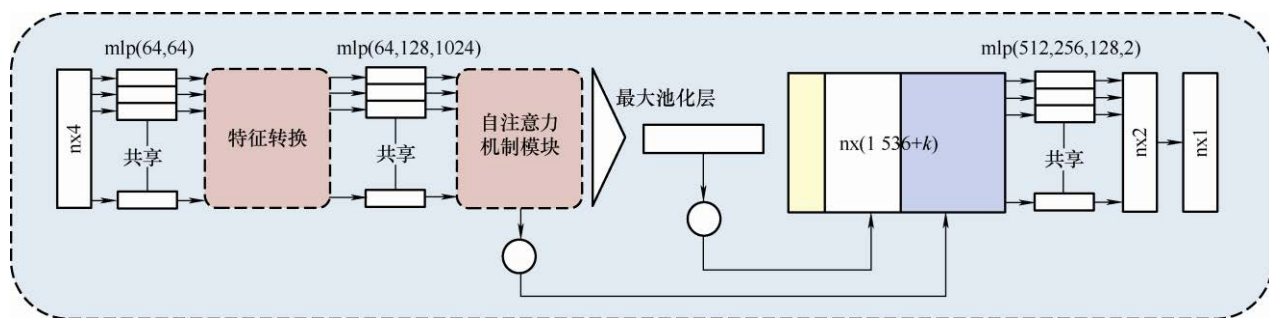 mlp(64,64)
mlp(64,128,1024)
mlp(512,256,128,2)
nx4
共享
特征转换
共享
自注意力
机制模块
最大池化层
nx(1 536+k)
共享
nx2
nx1